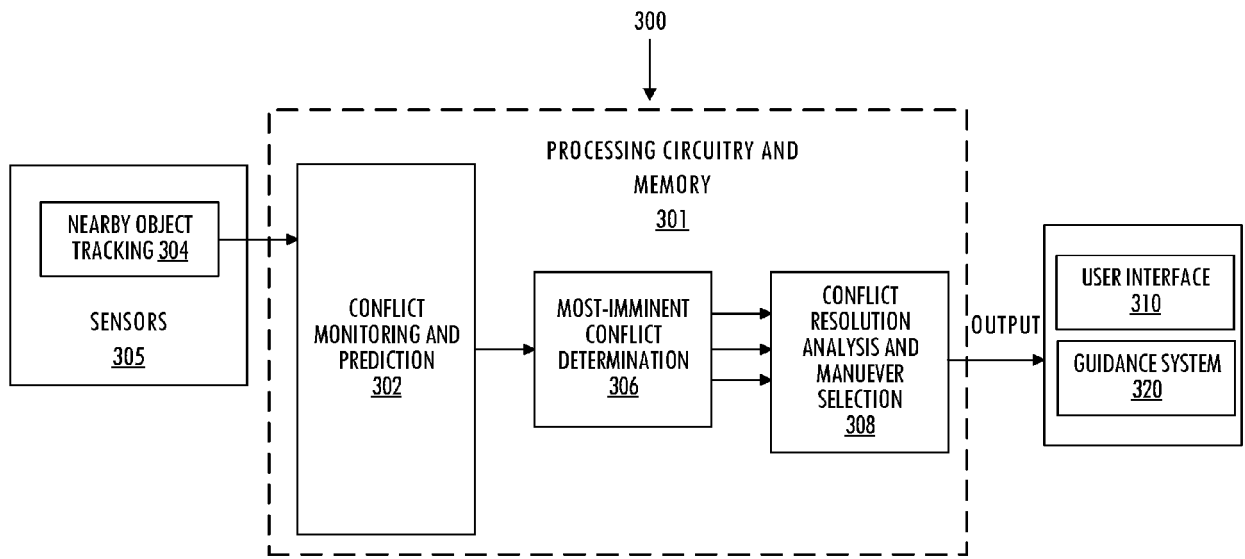 300
PROCESSING CIRCUITRY AND
MEMORY
301
NEARBY OBJECT
TRACKING 304
SENSORS
305
CONFLICT
MONITORING AND
PREDICTION
302
MOST-IMMINENT
CONFLICT
DETERMINATION
306
CONFLICT
RESOLUTION
ANALYSIS AND
MANUEVER
SELECTION
308
OUTPUT
USER INTERFACE
310
GUIDANCE SYSTEM
320